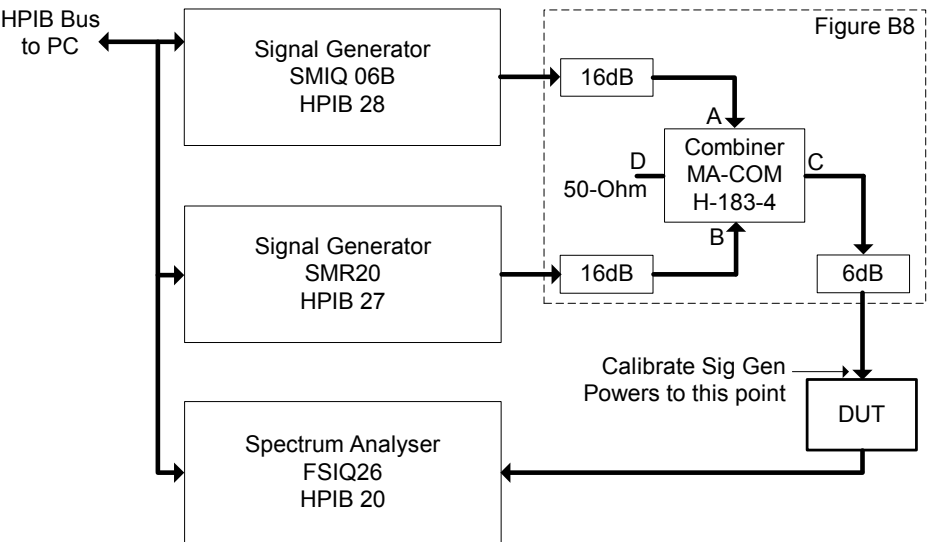 HPIB Bus
to PC
Signal Generator
SMIQ 06B
HPIB 28
Figure B8
16dB
A
Combiner
MA-COM
H-183-4
D
50-Ohm
C
B
Signal Generator
SMR20
HPIB 27
16dB
6dB
Calibrate Sig Gen
Powers to this point
DUT
Spectrum Analyser
FSIQ26
HPIB 20